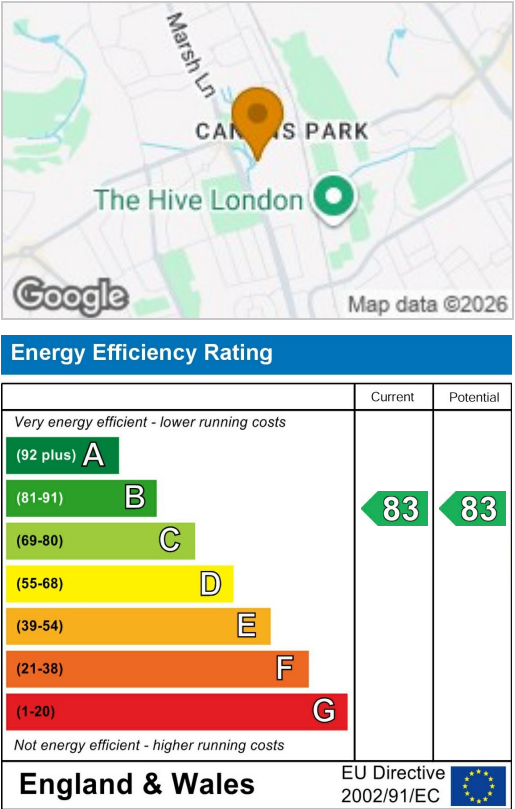 Marsh Ln
CANONS PARK
The Hive London
Google
Map data ©2026
Energy Efficiency Rating
Current Potential
Very energy efficient - lower running costs
(92 plus) A
(81-91) B
83 83
(69-80) C
(55-68) D
(39-54) E
(21-38) F
(1-20) G
Not energy efficient - higher running costs
England & Wales
EU Directive
2002/91/EC